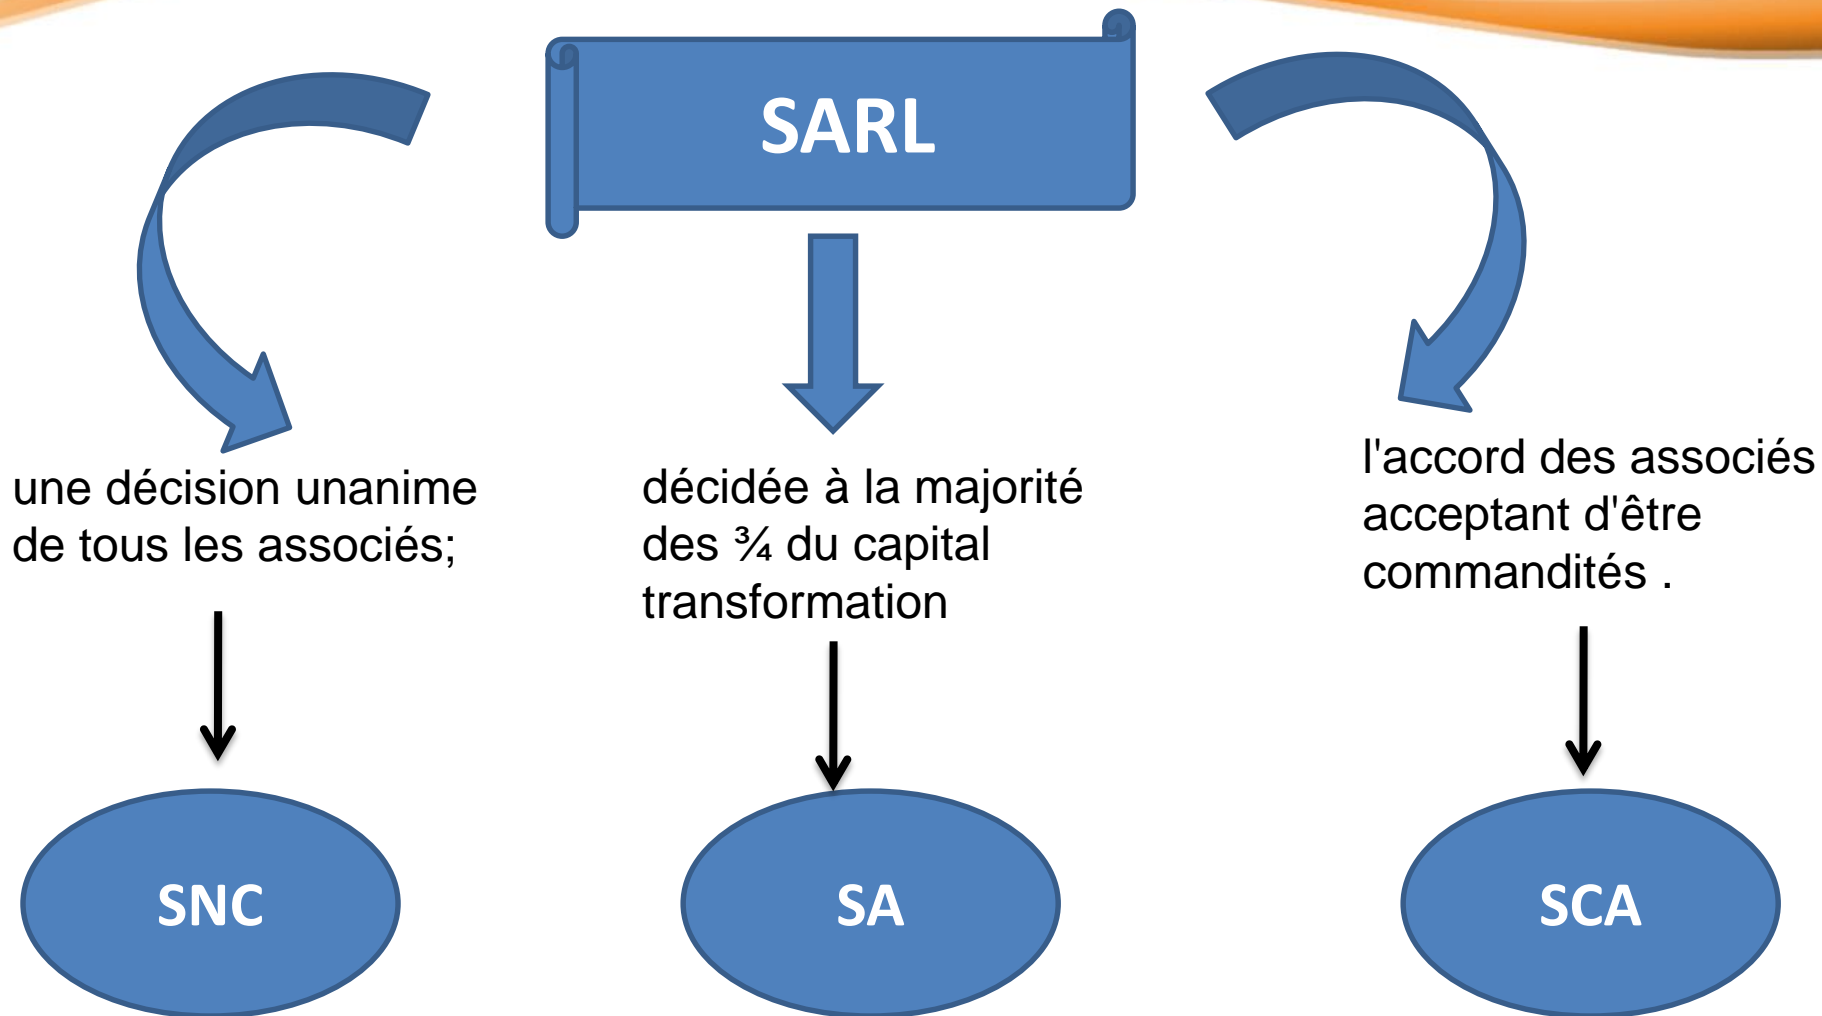 SARL
une décision unanime
de tous les associés;
décidée à la majorité
des ¾ du capital
transformation
l'accord des associés
acceptant d'être
commandités .
SNC
SA
SCA